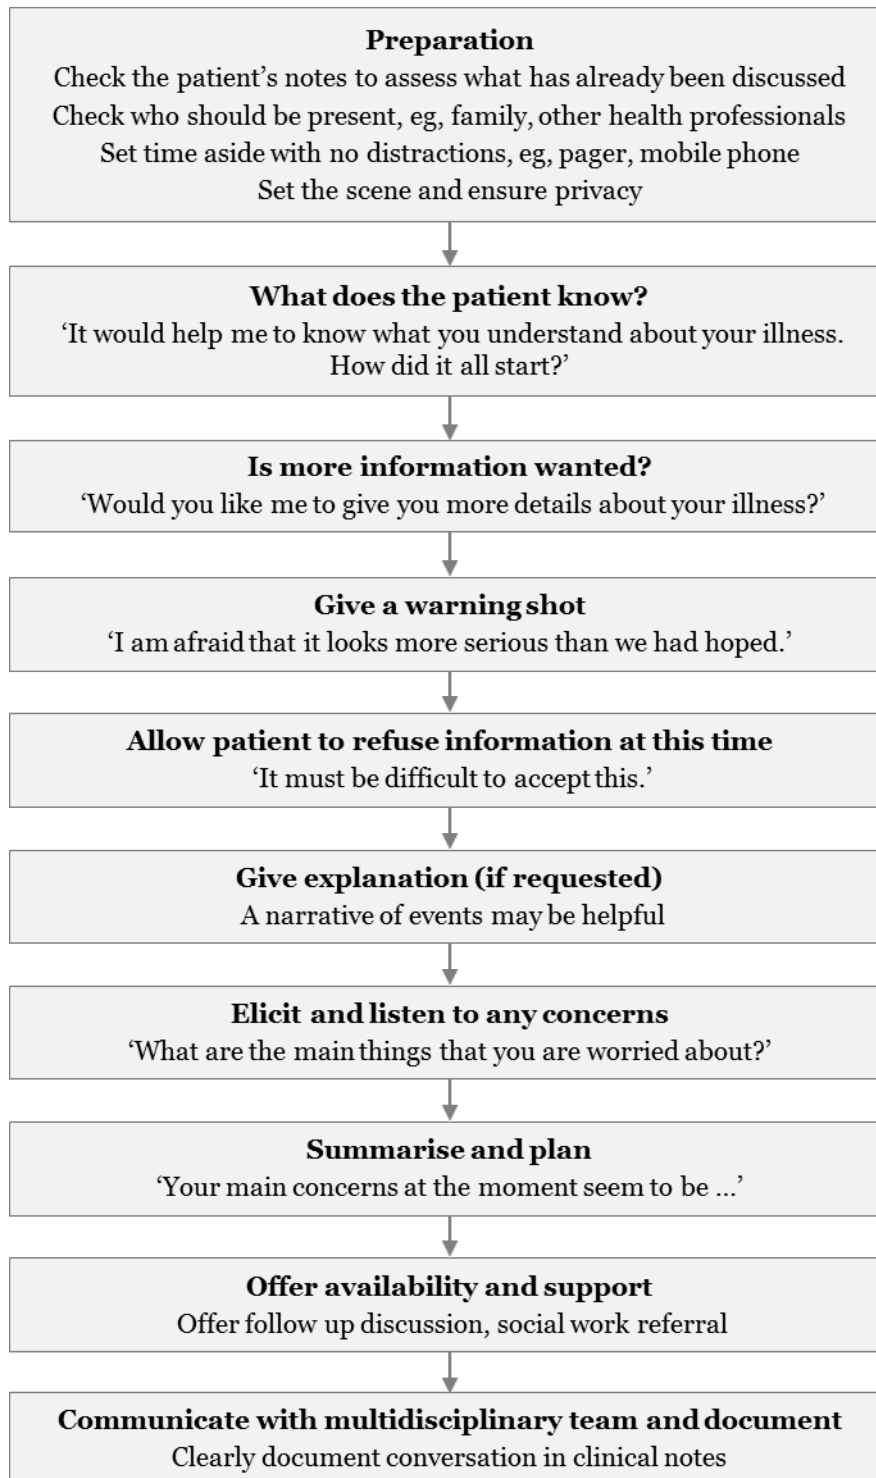 Preparation
Check the patient’s notes to assess what has already been discussed
Check who should be present, eg, family, other health professionals
Set time aside with no distractions, eg, pager, mobile phone
Set the scene and ensure privacy
What does the patient know?
‘It would help me to know what you understand about your illness.
How did it all start?’
Is more information wanted?
‘Would you like me to give you more details about your illness?’
Give a warning shot
‘I am afraid that it looks more serious than we had hoped.’
Allow patient to refuse information at this time
‘It must be difficult to accept this.’
Give explanation (if requested)
A narrative of events may be helpful
Elicit and listen to any concerns
‘What are the main things that you are worried about?’
Summarise and plan
‘Your main concerns at the moment seem to be ...’
Offer availability and support
Offer follow up discussion, social work referral
Communicate with multidisciplinary team and document
Clearly document conversation in clinical notes